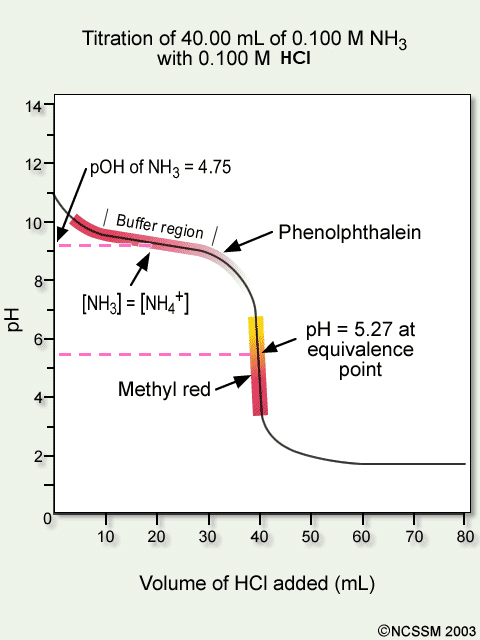 Titration of 40.00 mL of 0.100 M NH₃
with 0.100 M HCl
14
12
10
8
6
4
2
0
pH
pOH of NH₃ = 4.75
Buffer region
Phenolphthalein
[NH₃] = [NH₄⁺]
pH = 5.27 at
equivalence
point
Methyl red
10
20
30
40
50
60
70
80
Volume of HCl added (mL)
©NCSSM 2003